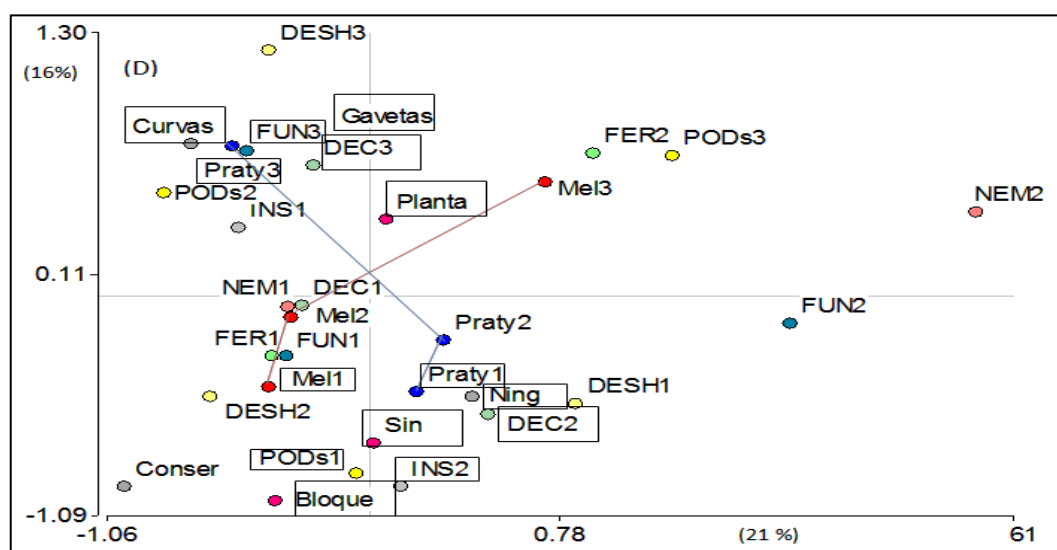 1.30
DESH3
(16%)
(D)
Gavetas
Curvas
FUN3
DEC3
FER2
PODs3
Praty3
Mel3
PODs2
Planta
NEM2
INS1
0.11
NEM1
DEC1
Mel2
FUN2
Praty2
FER1
FUN1
Mel1
Praty1
Ning
DESH1
DESH2
Sin
DEC2
PODs1
INS2
Conser
Bloque
-1.09
-1.06
0.78
(21 %)
61